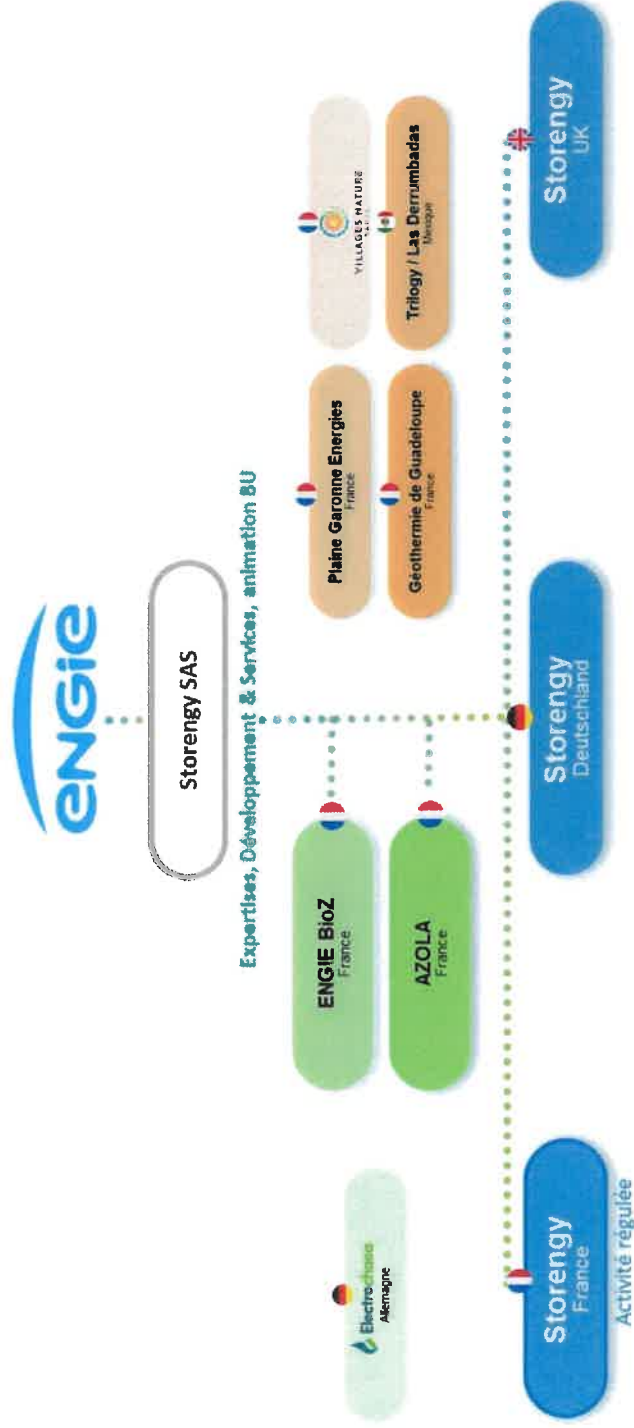 ENGIE
Storengy SAS
Expertises, Développement & Services, animation BU
Electrochaea
Allemagne
ENGIE BioZ
France
AZOLA
France
Plaine Garonne Energies
France
VILLAGES NATURE
PARIS
Géothermie de Guadeloupe
France
Trilogy / Las Derrumbadas
Mexique
Storengy
France
Activité régulée
Storengy
Deutschland
Storengy
UK